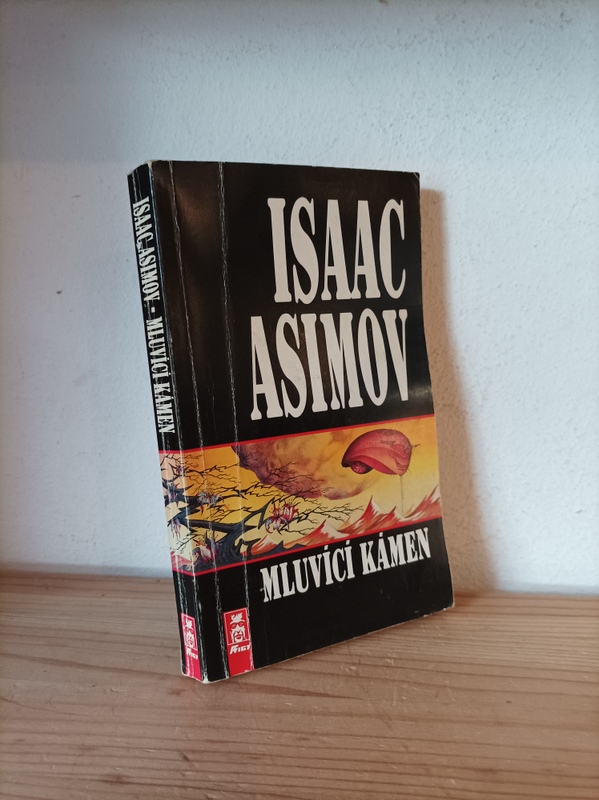 ISAAC ASIMOV • MLUVÍCÍ KÁMEN
ISAAC
ASIMOV
MLUVÍCÍ KÁMEN